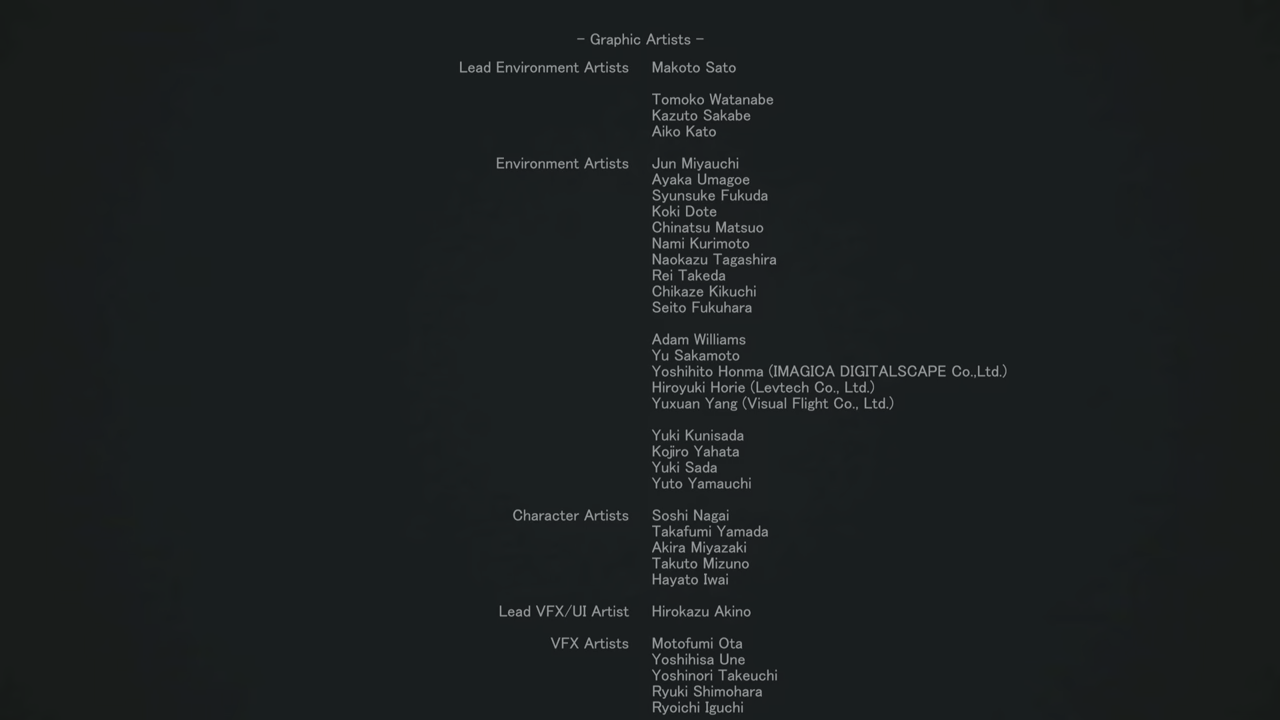 – Graphic Artists –
Lead Environment Artists Makoto Sato
Tomoko Watanabe
Kazuto Sakabe
Aiko Kato
Environment Artists Jun Miyauchi
Ayaka Umagoe
Syunsuke Fukuda
Koki Dote
Chinatsu Matsuo
Nami Kurimoto
Naokazu Tagashira
Rei Takeda
Chikaze Kikuchi
Seito Fukuhara
Adam Williams
Yu Sakamoto
Yoshihito Honma (IMAGICA DIGITALSCAPE Co.,Ltd.)
Hiroyuki Horie (Levtech Co., Ltd.)
Yuxuan Yang (Visual Flight Co., Ltd.)
Yuki Kunisada
Kojiro Yahata
Yuki Sada
Yuto Yamauchi
Character Artists Soshi Nagai
Takafumi Yamada
Akira Miyazaki
Takuto Mizuno
Hayato Iwai
Lead VFX/UI Artist Hirokazu Akino
VFX Artists Motofumi Ota
Yoshihisa Une
Yoshinori Takeuchi
Ryuki Shimohara
Ryoichi Iguchi